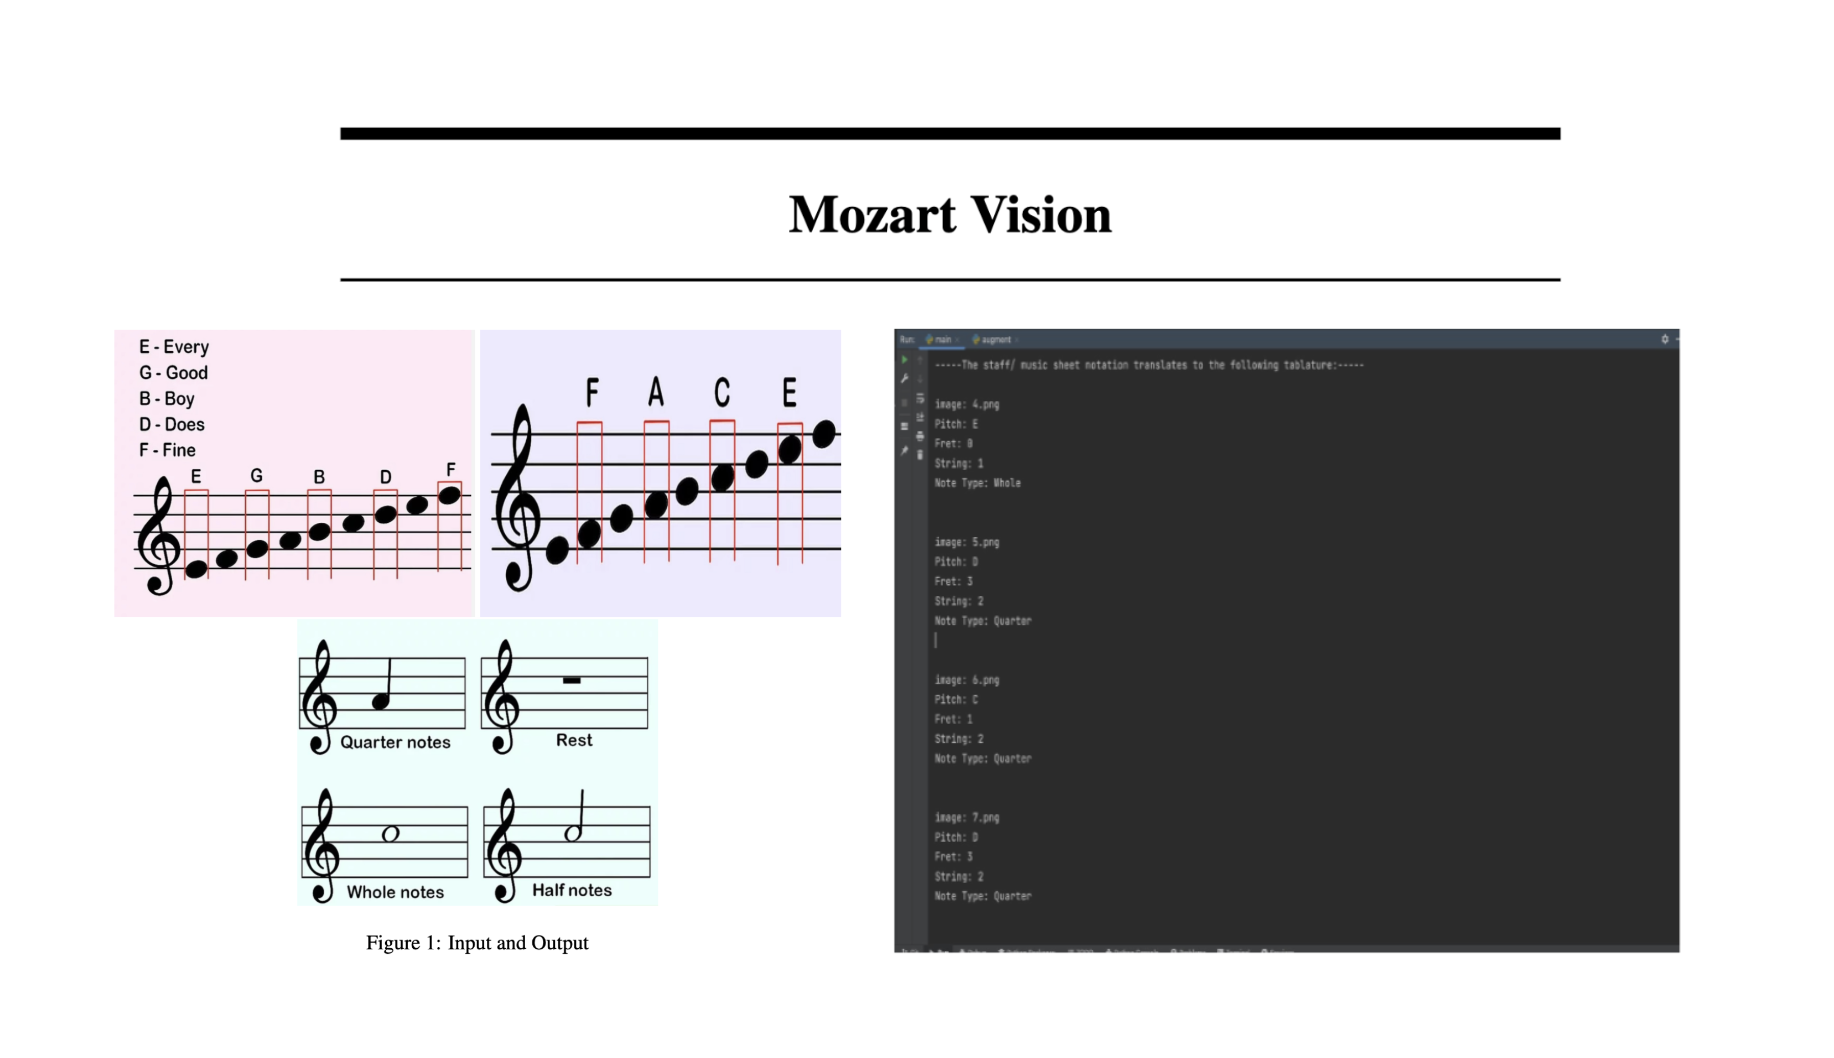 Mozart Vision
E - Every
G - Good
B - Boy
D - Does
F - Fine
E G B D F
F A C E
Quarter notes
Rest
Whole notes
Half notes
Figure 1: Input and Output
Run: main augment
-----The staff/ music sheet notation translates to the following tablature:-----
image: 4.png
Pitch: E
Fret: 0
String: 1
Note Type: Whole
image: 5.png
Pitch: D
Fret: 3
String: 2
Note Type: Quarter
image: 6.png
Pitch: C
Fret: 1
String: 2
Note Type: Quarter
image: 7.png
Pitch: D
Fret: 3
String: 2
Note Type: Quarter